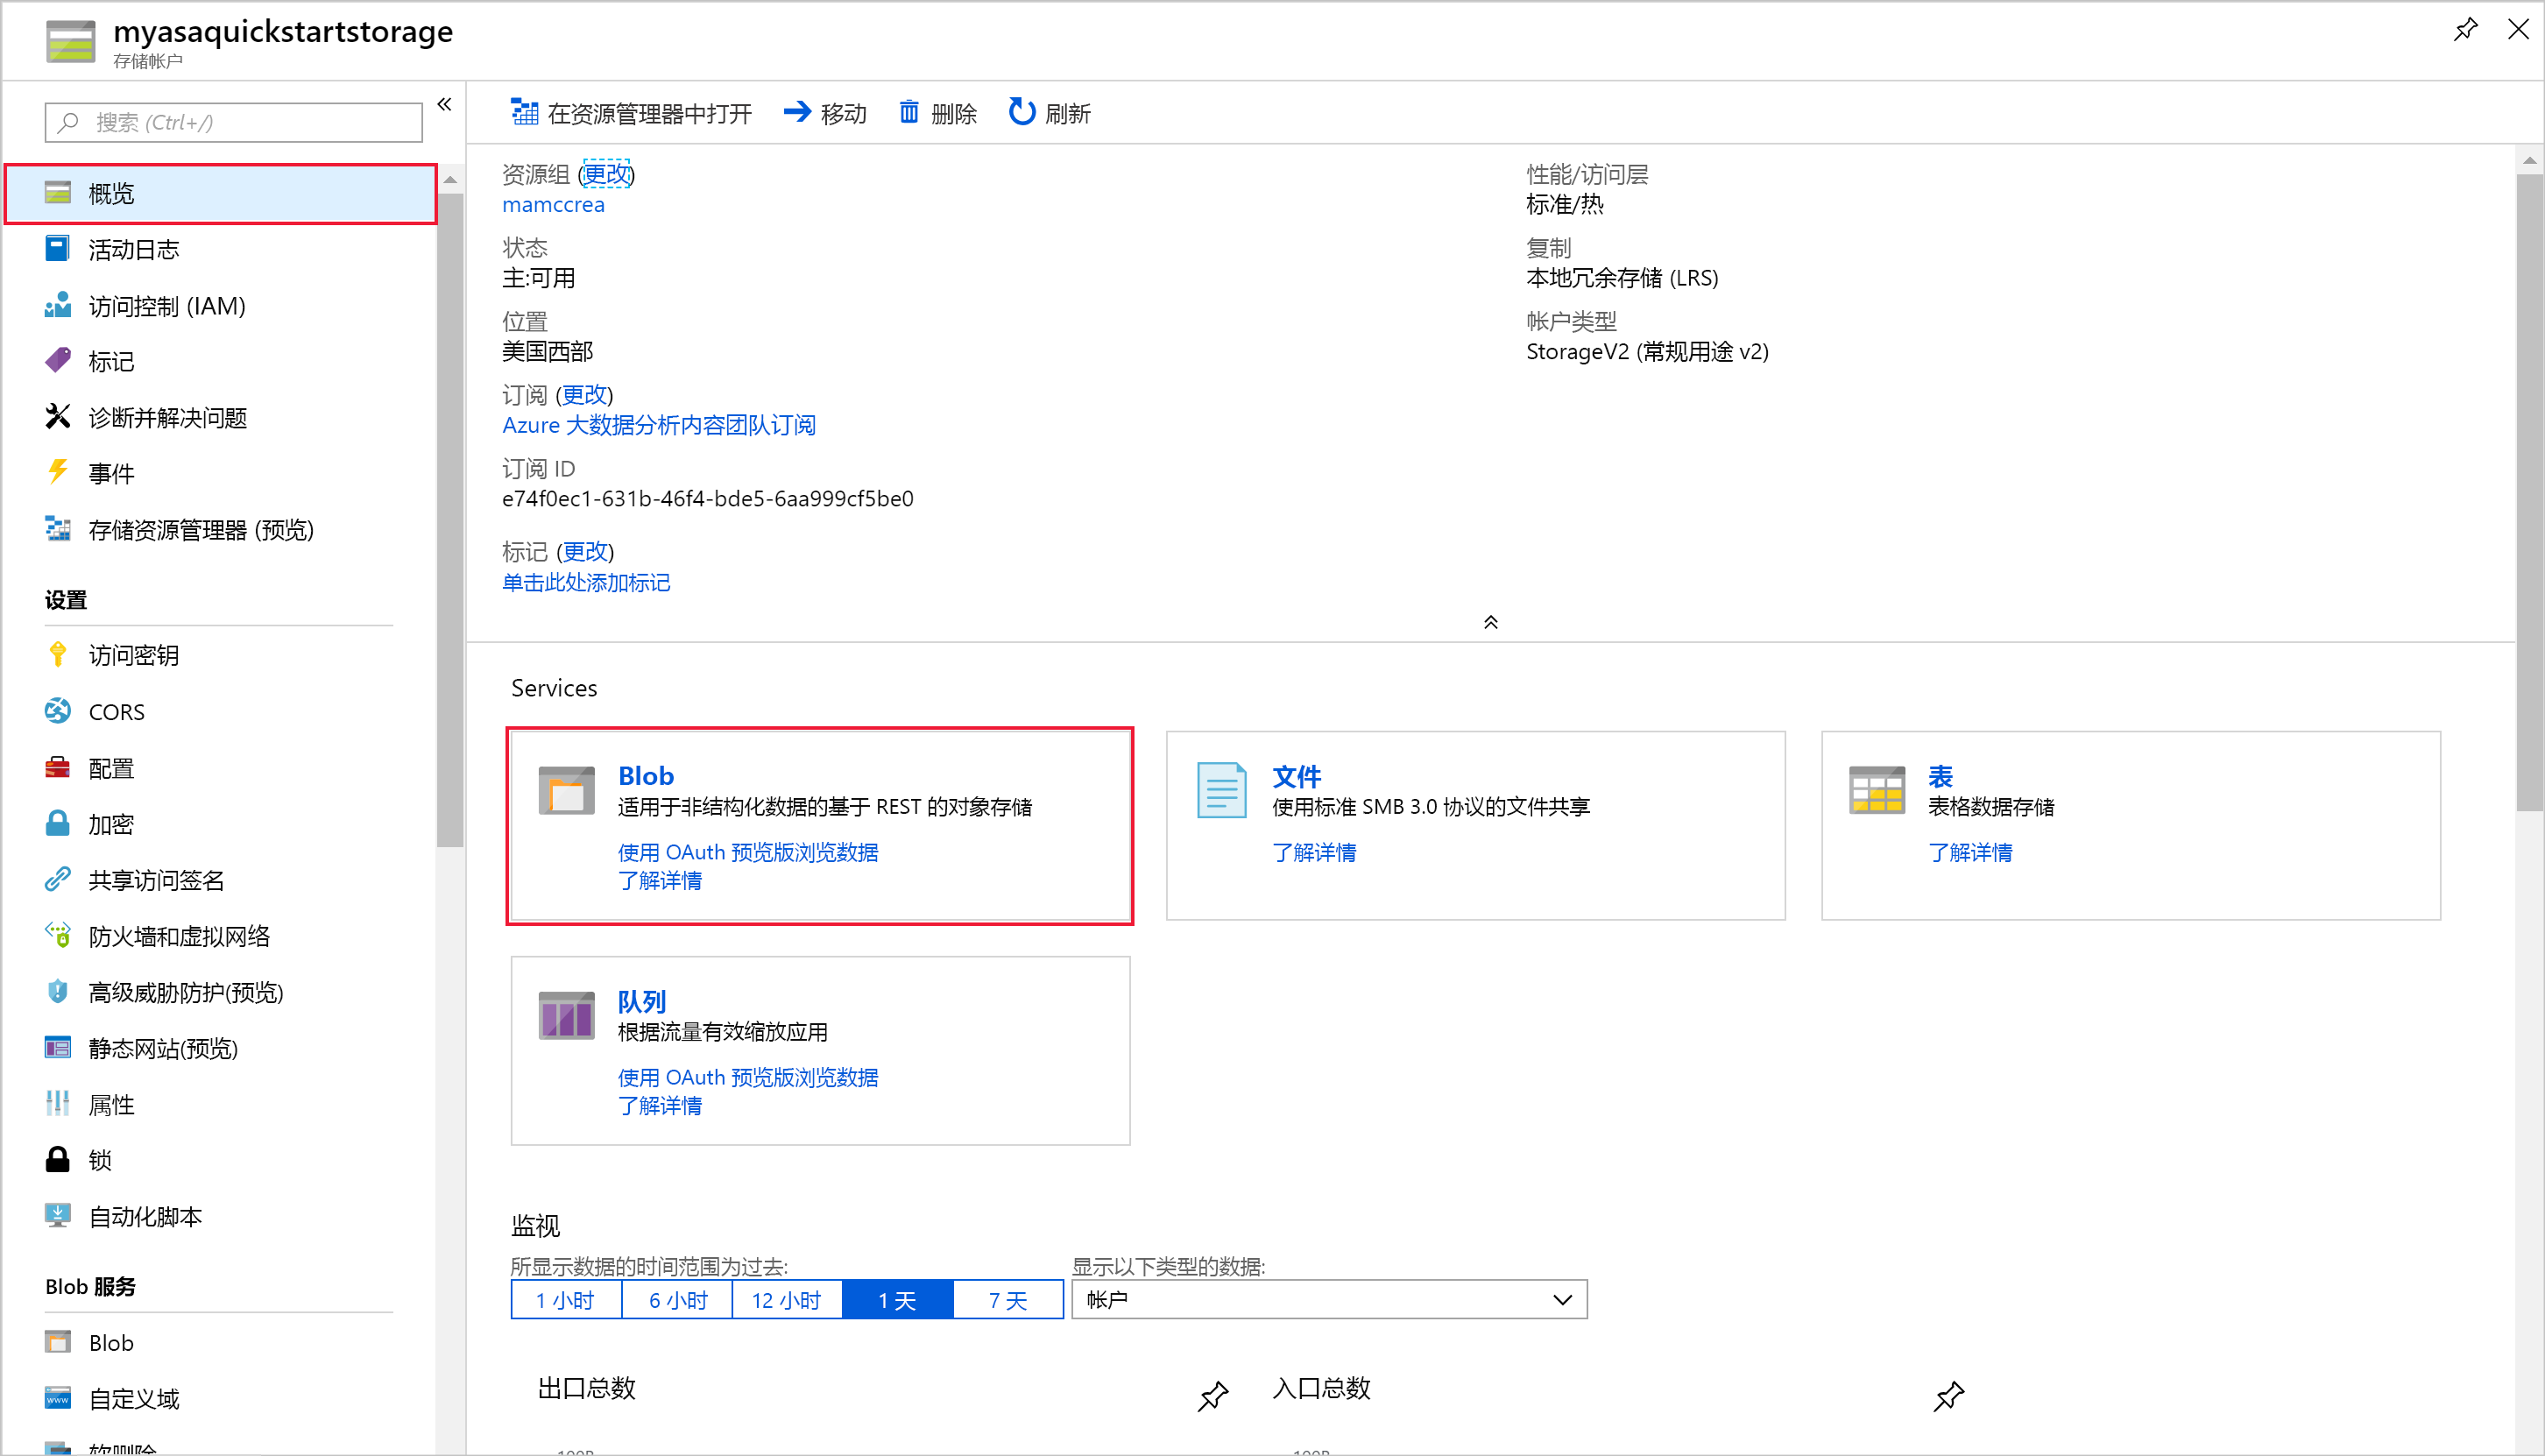 myasaquickstartstorage
存储帐户
搜索 (Ctrl+/)
概览
活动日志
访问控制 (IAM)
标记
诊断并解决问题
事件
存储资源管理器 (预览)
设置
访问密钥
CORS
配置
加密
共享访问签名
防火墙和虚拟网络
高级威胁防护(预览)
静态网站(预览)
属性
锁
自动化脚本
Blob 服务
Blob
自定义域
软删除
在资源管理器中打开 移动 删除 刷新
资源组 (更改)
mamccrea
状态
主:可用
位置
美国西部
订阅 (更改)
Azure 大数据分析内容团队订阅
订阅 ID
e74f0ec1-631b-46f4-bde5-6aa999cf5be0
标记 (更改)
单击此处添加标记
性能/访问层
标准/热
复制
本地冗余存储 (LRS)
帐户类型
StorageV2 (常规用途 v2)
Services
Blob
适用于非结构化数据的基于 REST 的对象存储
使用 OAuth 预览版浏览数据
了解详情
文件
使用标准 SMB 3.0 协议的文件共享
了解详情
表
表格数据存储
了解详情
队列
根据流量有效缩放应用
使用 OAuth 预览版浏览数据
了解详情
监视
所显示数据的时间范围为过去:
1 小时 6 小时 12 小时 1 天 7 天
显示以下类型的数据:
帐户
出口总数
入口总数